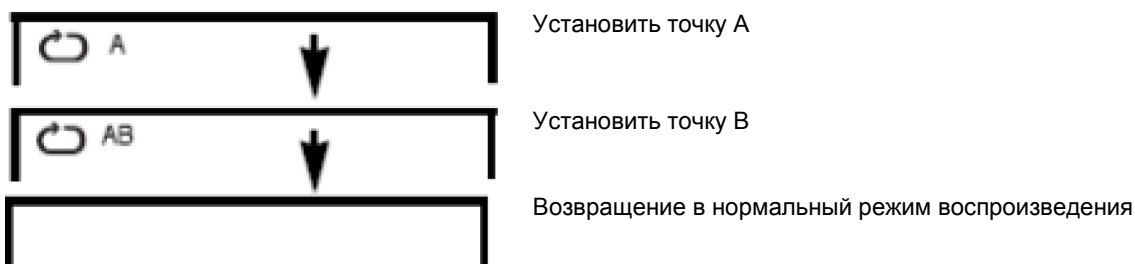 A Установить точку A
AB Установить точку B
Возвращение в нормальный режим воспроизведения